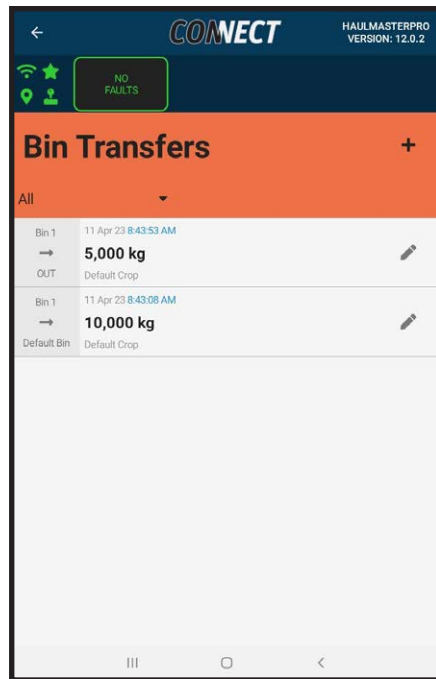 CONNECT
HAULMASTERPRO
VERSION: 12.0.2
NO
FAULTS
Bin Transfers
+
All
Bin 1
11 Apr 23 8:43:53 AM
5,000 kg
OUT
Default Crop
Bin 1
11 Apr 23 8:43:08 AM
10,000 kg
Default Bin
Default Crop